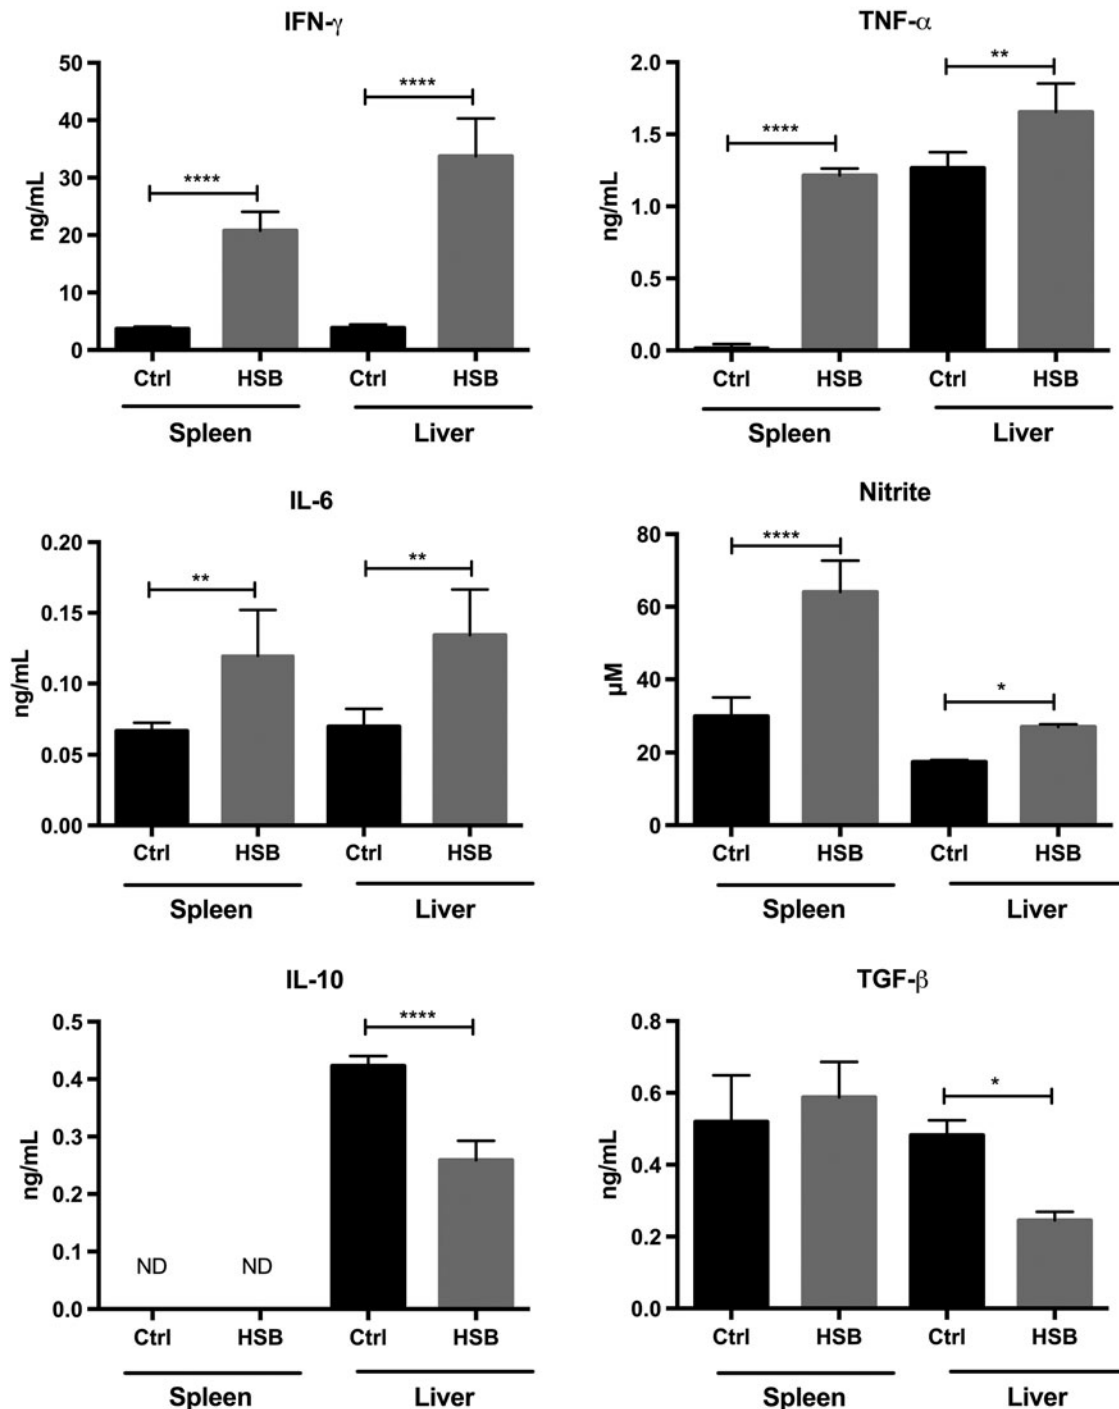 IFN-γ
50
40
30
20
10
0
ng/mL
****
****
Ctrl HSB Ctrl HSB
Spleen Liver
TNF-α
2.0
1.5
1.0
0.5
0.0
ng/mL
****
**
Ctrl HSB Ctrl HSB
Spleen Liver
IL-6
0.20
0.15
0.10
0.05
0.00
ng/mL
**
**
Ctrl HSB Ctrl HSB
Spleen Liver
Nitrite
80
60
40
20
0
µM
****
*
Ctrl HSB Ctrl HSB
Spleen Liver
IL-10
0.5
0.4
0.3
0.2
0.1
0.0
ng/mL
****
ND ND
Ctrl HSB Ctrl HSB
Spleen Liver
TGF-β
0.8
0.6
0.4
0.2
0.0
ng/mL
*
Ctrl HSB Ctrl HSB
Spleen Liver